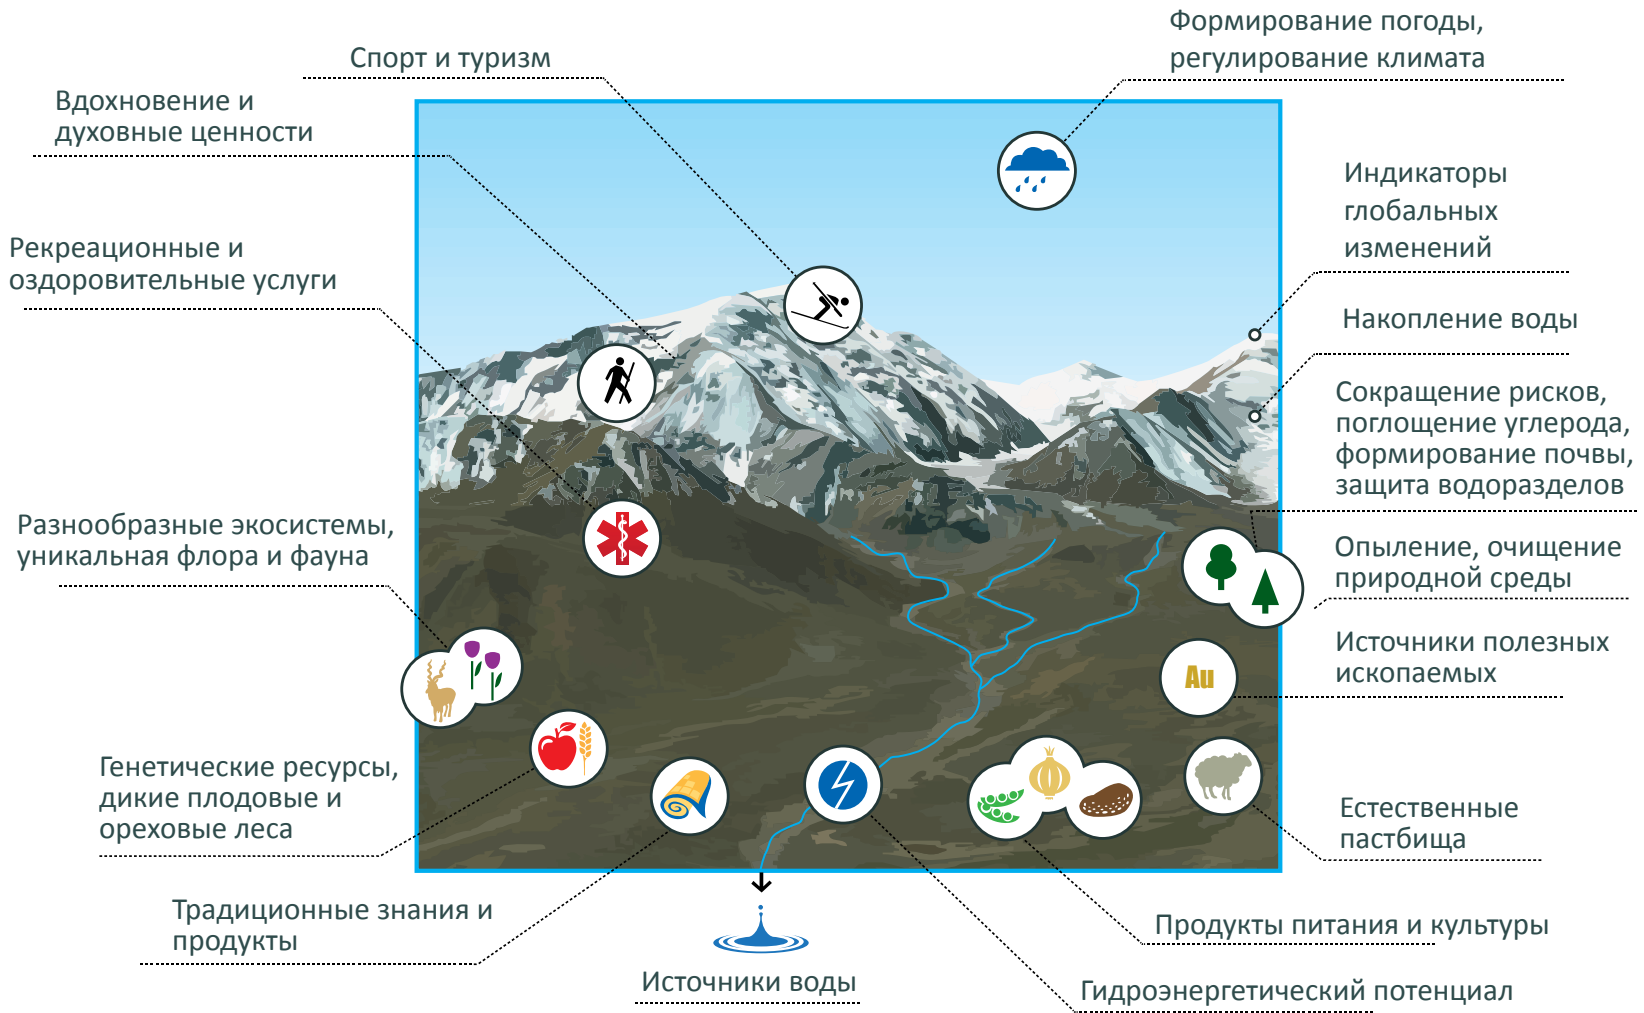 Формирование погоды,
регулирование климата
Спорт и туризм
Вдохновение и
духовные ценности
Индикаторы
глобальных
изменений
Рекреационные и
оздоровительные услуги
Накопление воды
Сокращение рисков,
поглощение углерода,
формирование почвы,
защита водоразделов
Разнообразные экосистемы,
уникальная флора и фауна
Опыление, очищение
природной среды
Источники полезных
ископаемых
Au
Генетические ресурсы,
дикие плодовые и
ореховые леса
Естественные
пастбища
Традиционные знания и
продукты
Продукты питания и культуры
Источники воды
Гидроэнергетический потенциал